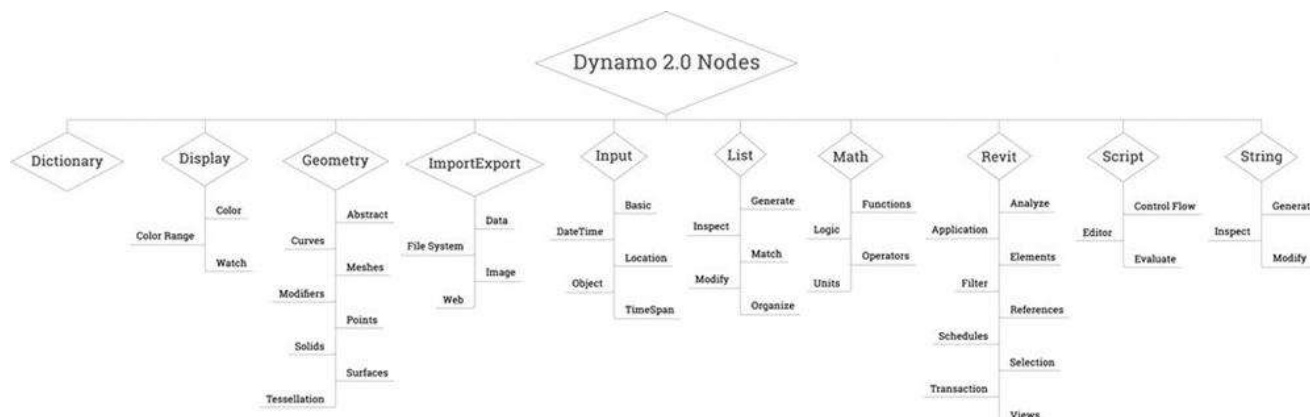 Dynamo 2.0 Nodes
Dictionary
Display
Color
Color Range
Watch
Geometry
Abstract
Curves
Meshes
Modifiers
Points
Solids
Surfaces
Tessellation
ImportExport
Data
File System
Image
Web
Input
Basic
DateTime
Location
Object
TimeSpan
List
Generate
Inspect
Match
Modify
Organize
Math
Functions
Logic
Operators
Units
Revit
Analyze
Application
Elements
Filter
References
Schedules
Selection
Transaction
Views
Script
Control Flow
Editor
Evaluate
String
Generat
Inspect
Modify